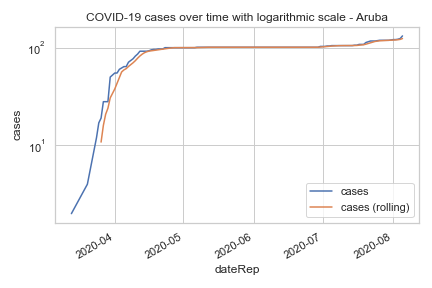 COVID-19 cases over time with logarithmic scale - Aruba
10²
10¹
cases
cases
cases (rolling)
2020-04
2020-05
2020-06
2020-07
2020-08
dateRep